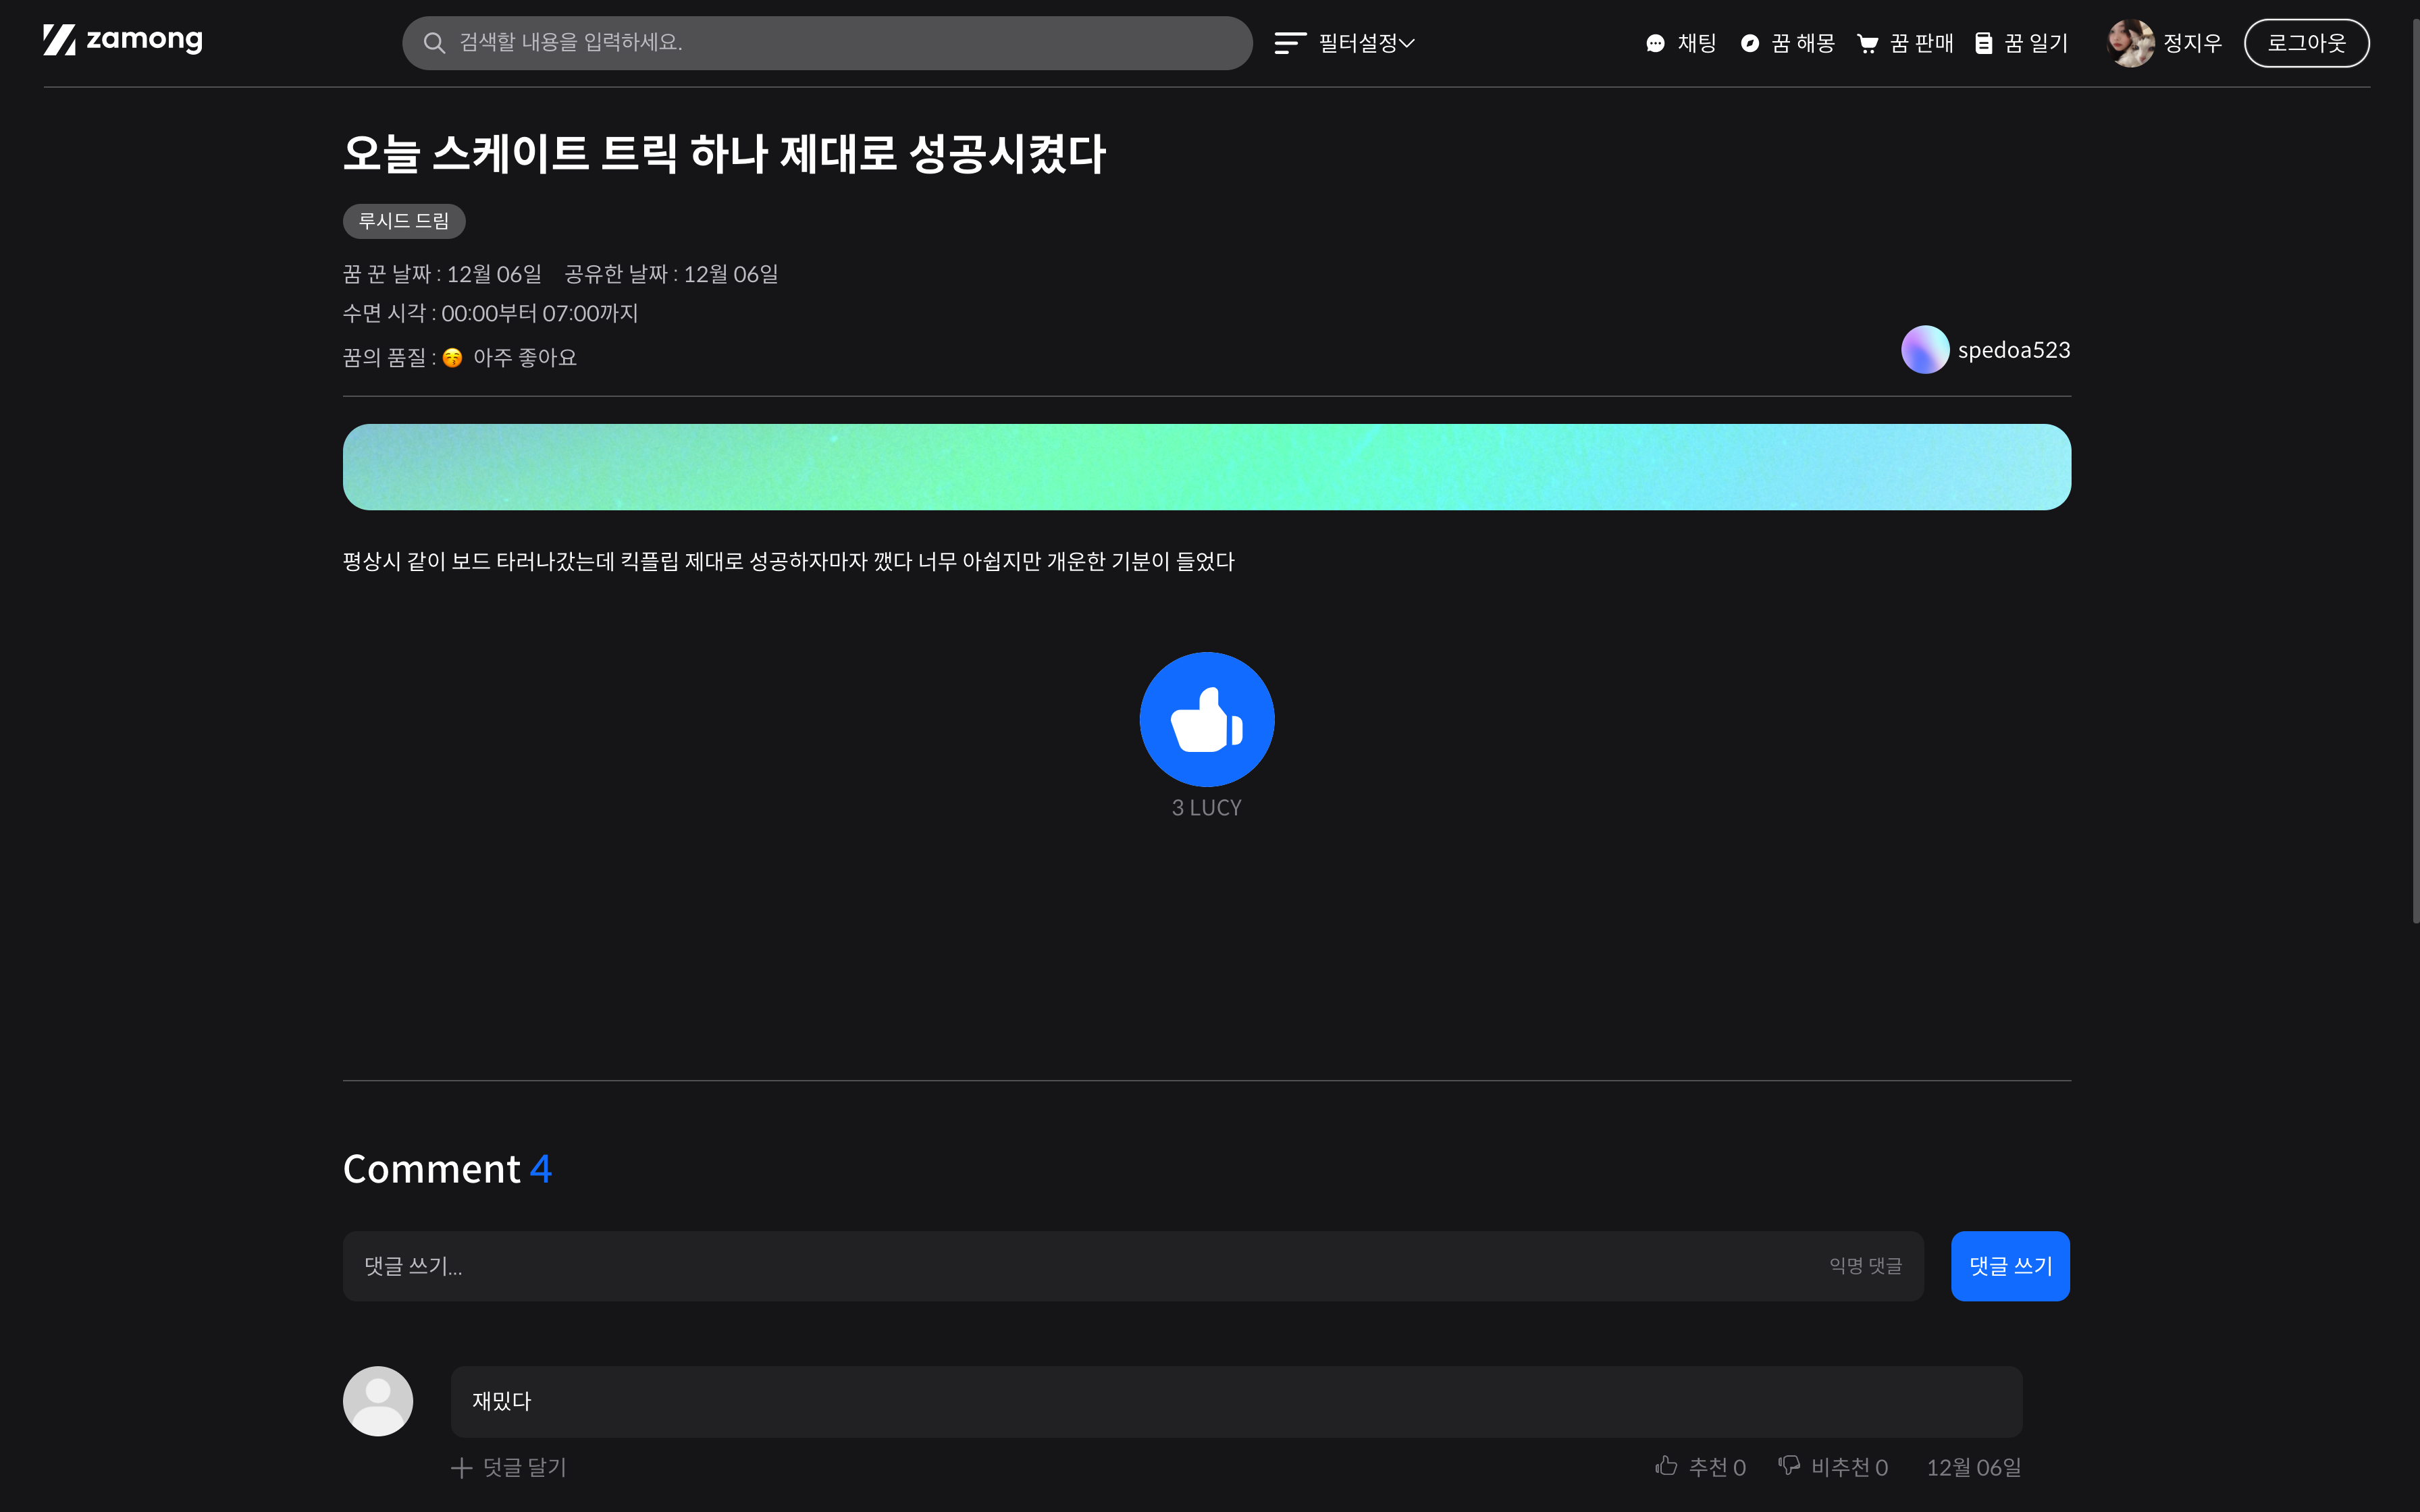 zamong
검색할 내용을 입력하세요.
필터설정
채팅
꿈 해몽
꿈 판매
꿈 일기
정지우
로그아웃
오늘 스케이트 트릭 하나 제대로 성공시켰다
루시드 드림
꿈 꾼 날짜 : 12월 06일 공유한 날짜 : 12월 06일
수면 시각 : 00:00부터 07:00까지
꿈의 품질 : 😚 아주 좋아요
spedoa523
평상시 같이 보드 타러나갔는데 킥플립 제대로 성공하자마자 깼다 너무 아쉽지만 개운한 기분이 들었다
3 LUCY
Comment 4
댓글 쓰기...
익명 댓글
댓글 쓰기
재밌다
덧글 달기
추천 0
비추천 0
12월 06일